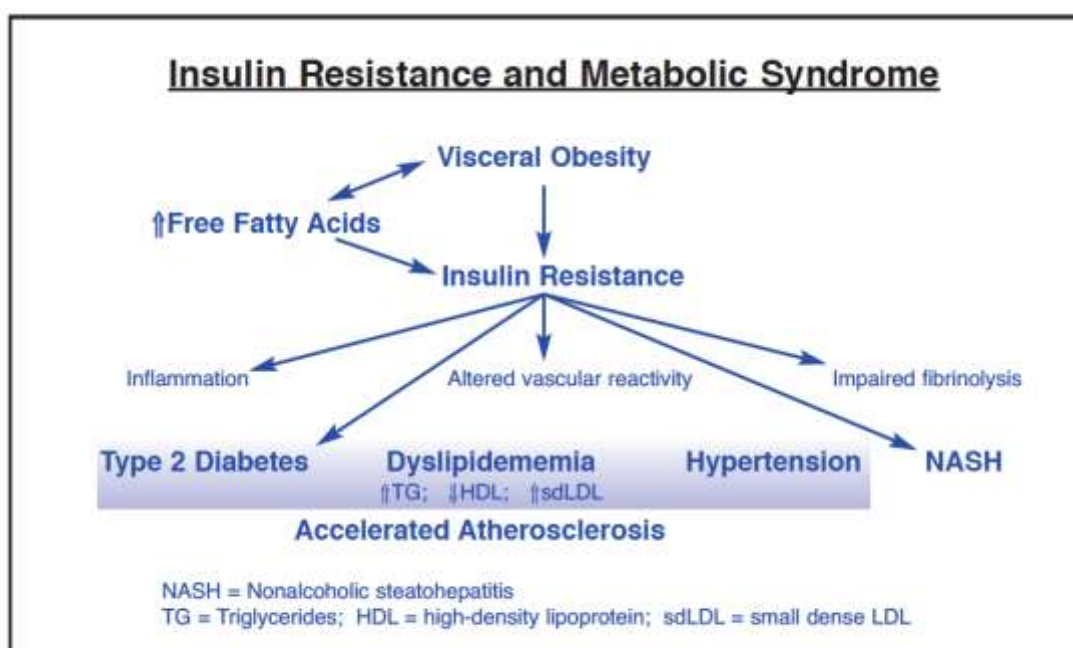 Insulin Resistance and Metabolic Syndrome
Visceral Obesity
⇑Free Fatty Acids
Insulin Resistance
Inflammation Altered vascular reactivity Impaired fibrinolysis
Type 2 Diabetes Dyslipidememia Hypertension NASH
⇑TG; ⇓HDL; ⇑sdLDL
Accelerated Atherosclerosis
NASH = Nonalcoholic steatohepatitis
TG = Triglycerides; HDL = high-density lipoprotein; sdLDL = small dense LDL